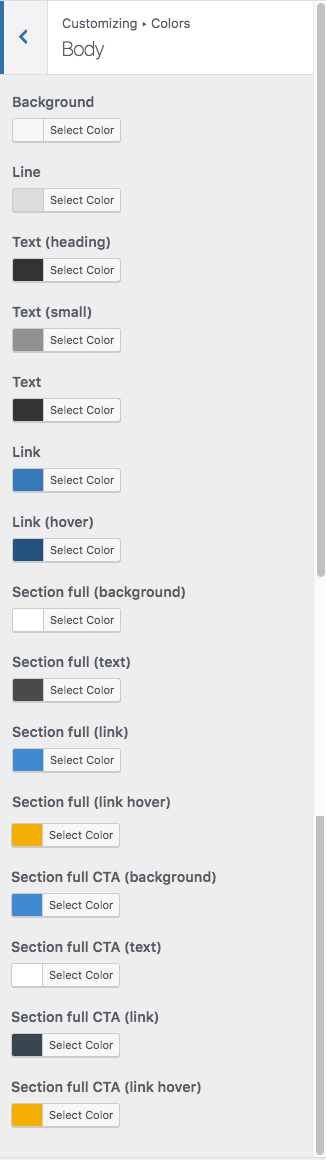 Customizing ▸ Colors
Body
Background
Select Color
Line
Select Color
Text (heading)
Select Color
Text (small)
Select Color
Text
Select Color
Link
Select Color
Link (hover)
Select Color
Section full (background)
Select Color
Section full (text)
Select Color
Section full (link)
Select Color
Section full (link hover)
Select Color
Section full CTA (background)
Select Color
Section full CTA (text)
Select Color
Section full CTA (link)
Select Color
Section full CTA (link hover)
Select Color